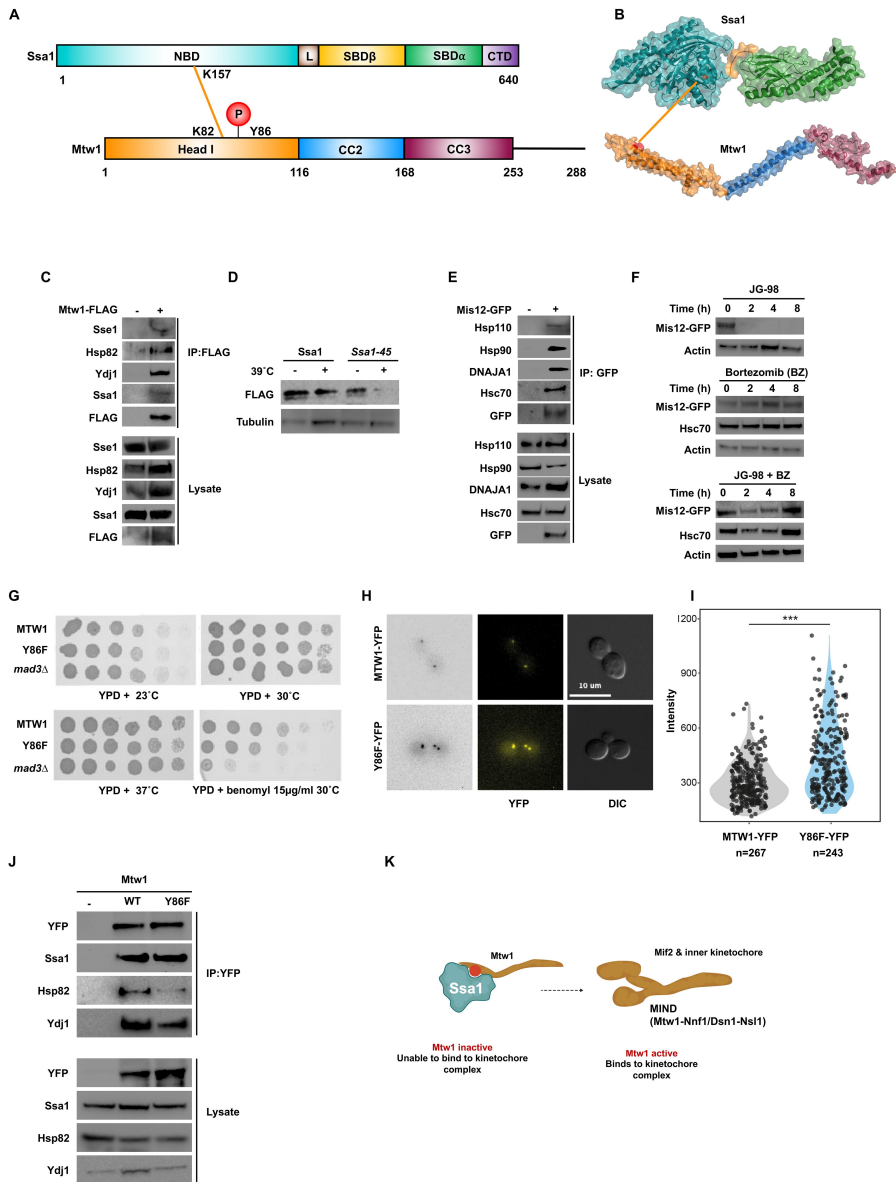 A
Ssa1
NBD
L
SBDβ
SBDα
CTD
1
K157
640
P
K82
Y86
Mtw1
Head I
CC2
CC3
1
116
168
253
288
B
Ssa1
Mtw1
C
Mtw1-FLAG - +
Sse1
Hsp82
Ydj1
Ssa1
FLAG
IP:FLAG
Sse1
Hsp82
Ydj1
Ssa1
FLAG
Lysate
D
Ssa1 Ssa1-45
39˚C - + - +
FLAG
Tubulin
E
Mis12-GFP - +
Hsp110
Hsp90
DNAJA1
Hsc70
GFP
IP: GFP
Hsp110
Hsp90
DNAJA1
Hsc70
GFP
Lysate
F
JG-98
Time (h) 0 2 4 8
Mis12-GFP
Actin
Bortezomib (BZ)
Time (h) 0 2 4 8
Mis12-GFP
Hsc70
Actin
JG-98 + BZ
Time (h) 0 2 4 8
Mis12-GFP
Hsc70
Actin
G
MTW1
Y86F
mad3Δ
YPD + 23˚C
YPD + 30˚C
MTW1
Y86F
mad3Δ
YPD + 37˚C
YPD + benomyl 15µg/ml 30˚C
H
MTW1-YFP
10 um
Y86F-YFP
YFP
DIC
I
1200
900
600
300
Intensity
***
MTW1-YFP
n=267
Y86F-YFP
n=243
J
Mtw1
- WT Y86F
YFP
Ssa1
Hsp82
Ydj1
IP:YFP
YFP
Ssa1
Hsp82
Ydj1
Lysate
K
Mtw1
Ssa1
Mtw1 inactive
Unable to bind to kinetochore
complex
Mif2 & inner kinetochore
MIND
(Mtw1-Nnf1/Dsn1-Nsl1)
Mtw1 active
Binds to kinetochore
complex